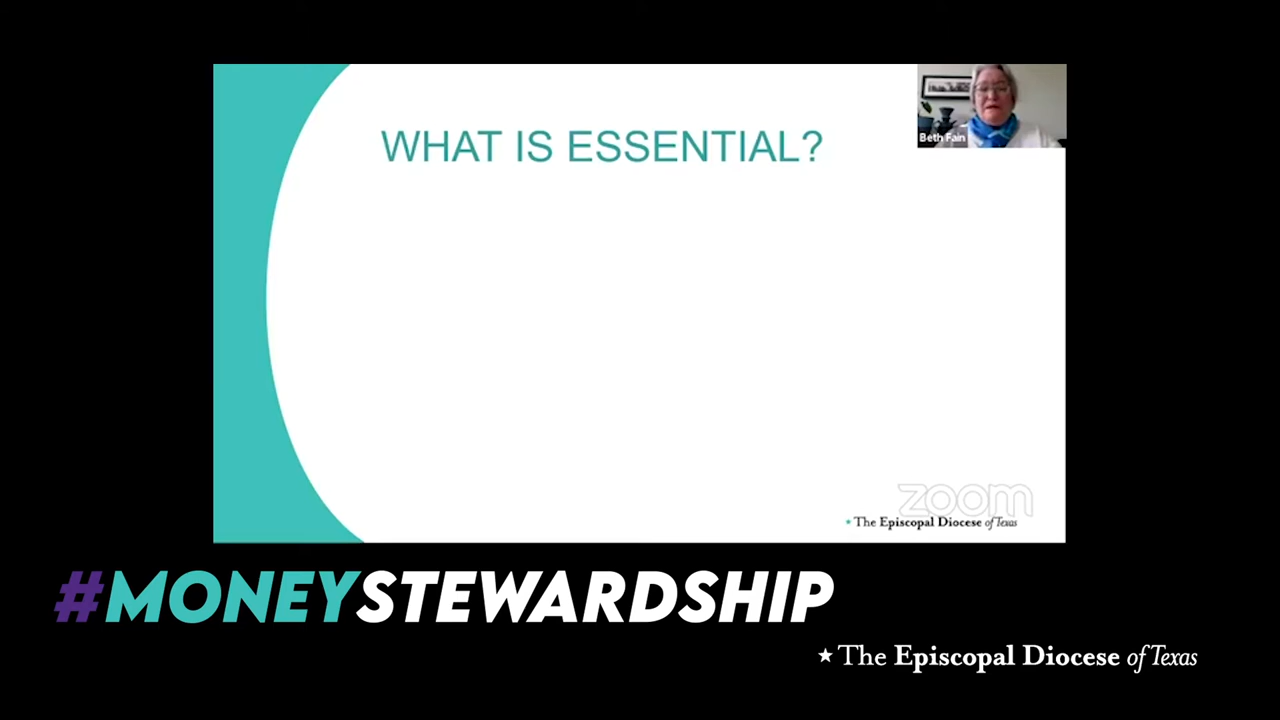 WHAT IS ESSENTIAL?
Beth Fain
zoom
The Episcopal Diocese of Texas
#MONEYSTEWARDSHIP
The Episcopal Diocese of Texas